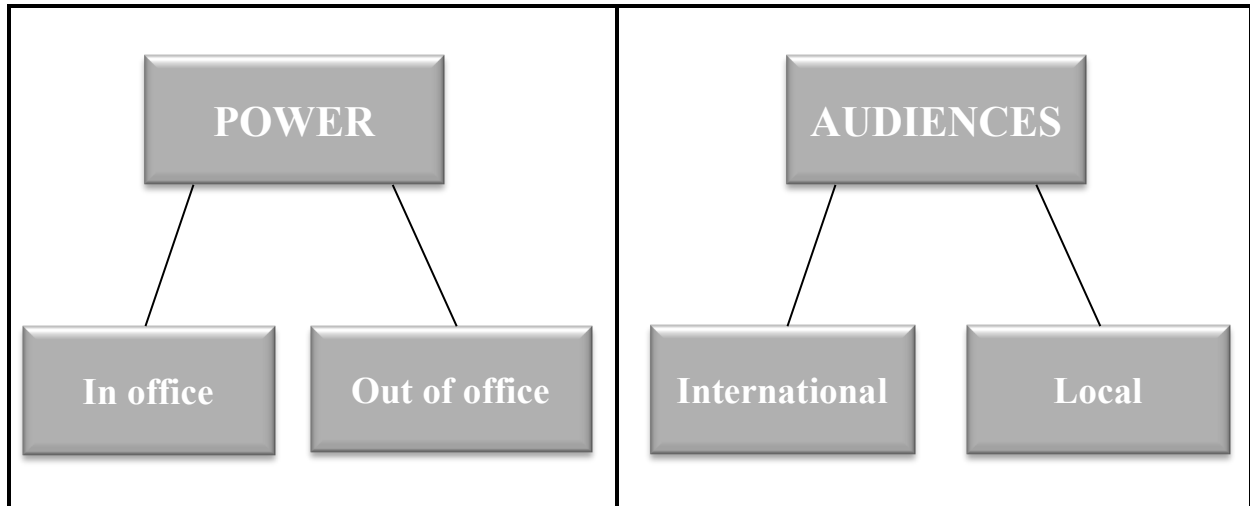 POWER
In office
Out of office
AUDIENCES
International
Local